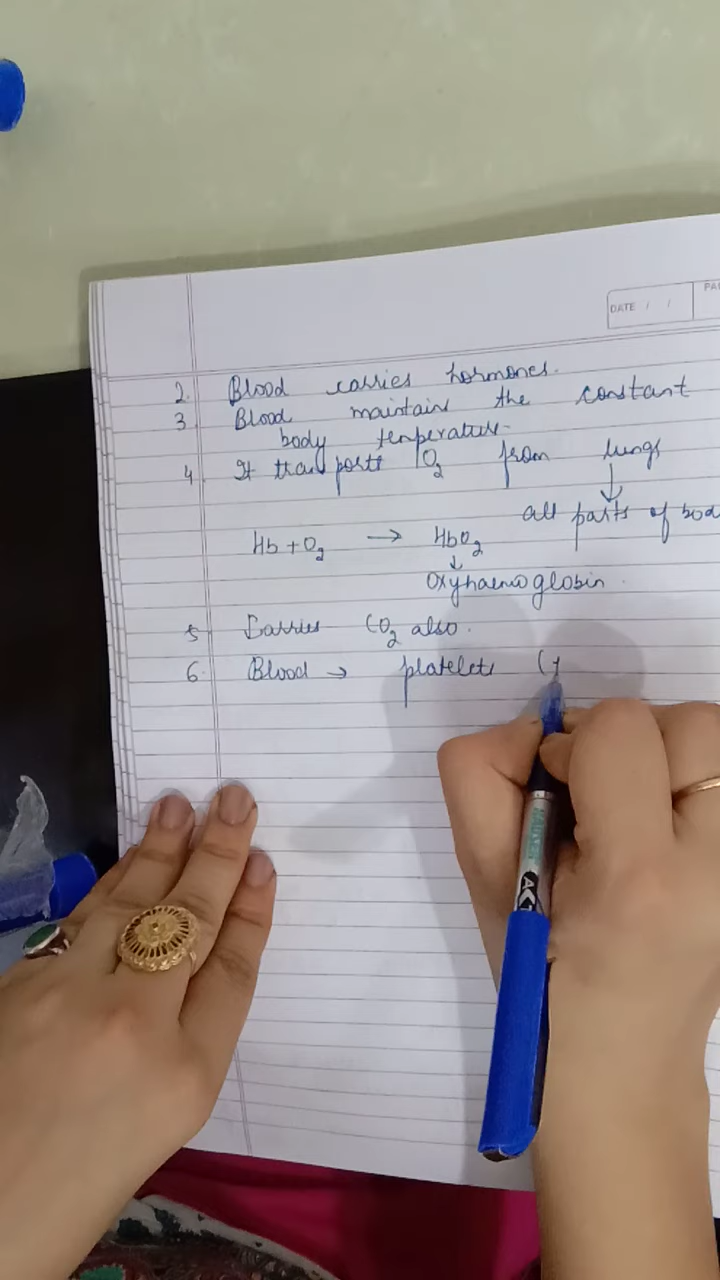 DATE / /
2. Blood carries hormones.
3. Blood maintain the constant
body temperature.
4. It transports O₂ from lungs
↓
all parts of bod
Hb + O₂ → HbO₂
↓
Oxyhaemoglobin.
5 Carries CO₂ also.
6. Blood → platelets (